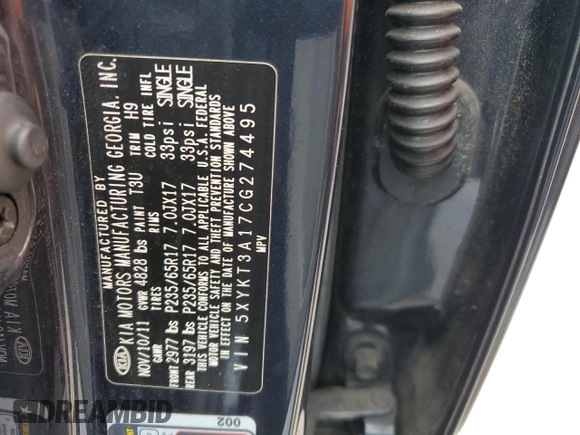 MANUFACTURED BY
KIA KIA MOTORS MANUFACTURING GEORGIA, INC.
NOV/10/11 GVWR 4828 lbs PAINT T3U TRIM H9
GAWR TIRES RIMS COLD TIRE INFL
FRONT 2977 lbs P235/65R17 7.0JX17 33psi SINGLE
REAR 3197 lbs P235/65R17 7.0JX17 33psi SINGLE
THIS VEHICLE CONFORMS TO ALL APPLICABLE U.S.A. FEDERAL
MOTOR VEHICLE SAFETY AND THEFT PREVENTION STANDARDS
IN EFFECT ON THE DATE OF MANUFACTURE SHOWN ABOVE
VIN 5XYKT3A17CG274495
MPV
KIA
002
DREAMBID